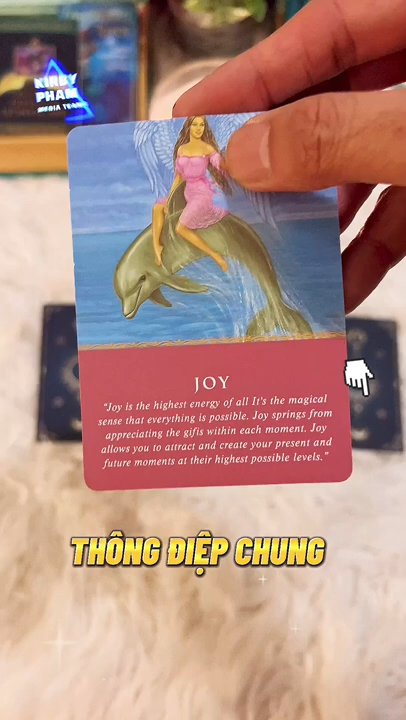 KIRBY
PHAM
MEDIA TEAM
JOY
"Joy is the highest energy of all It's the magical
sense that everything is possible. Joy springs from
appreciating the gifts within each moment. Joy
allows you to attract and create your present and
future moments at their highest possible levels."
THÔNG ĐIỆP CHUNG